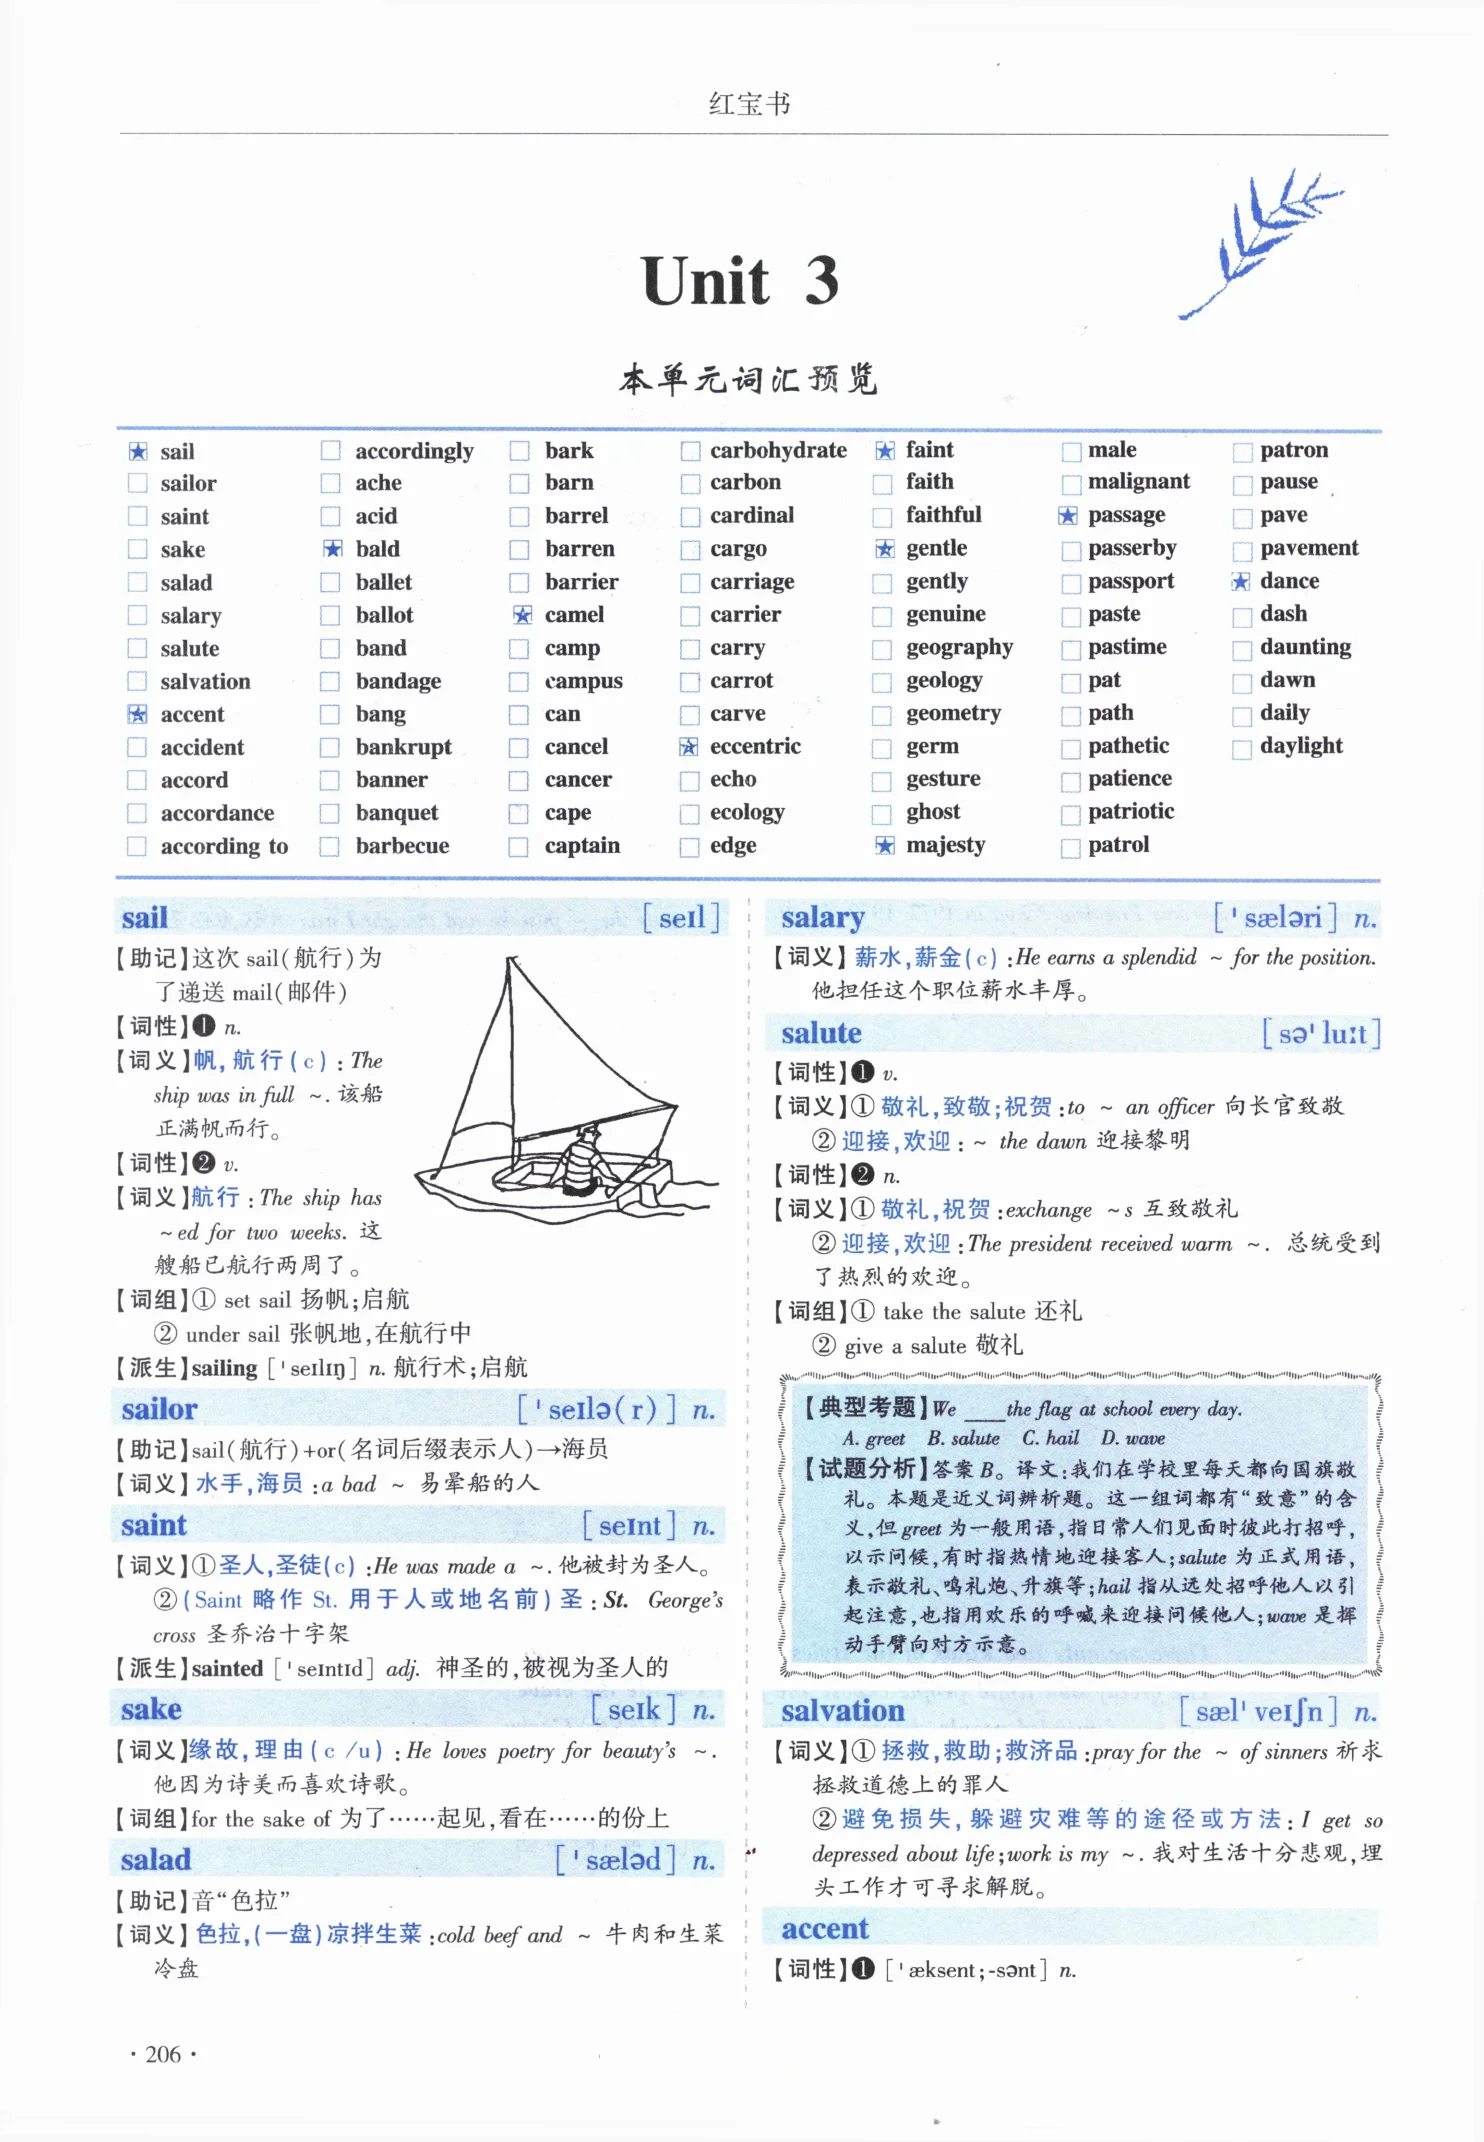 红宝书
Unit 3
本单元词汇预览
sail accordingly bark carbohydrate faint male patron
sailor ache barn carbon faith malignant pause
saint acid barrel cardinal faithful passage pave
sake bald barren cargo gentle passerby pavement
salad ballet barrier carriage gently passport dance
salary ballot camel carrier genuine paste dash
salute band camp carry geography pastime daunting
salvation bandage campus carrot geology pat dawn
accent bang can carve geometry path daily
accident bankrupt cancel eccentric germ pathetic daylight
accord banner cancer echo gesture patience
accordance banquet cape ecology ghost patriotic
according to barbecue captain edge majesty patrol
sail [seɪl]
【助记】这次 sail(航行)为
了递送 mail(邮件)
【词性】❶ n.
【词义】帆,航行(c):The
ship was in full ~. 该船
正满帆而行。
【词性】❷ v.
【词义】航行:The ship has
~ed for two weeks. 这
艘船已航行两周了。
【词组】① set sail 扬帆;启航
② under sail 张帆地,在航行中
【派生】sailing [ˈseɪlɪŋ] n. 航行术;启航
sailor [ˈseɪlə(r)] n.
【助记】sail(航行)+or(名词后缀表示人)→海员
【词义】水手,海员:a bad ~ 易晕船的人
saint [seɪnt] n.
【词义】①圣人,圣徒(c):He was made a ~. 他被封为圣人。
②(Saint 略作 St. 用于人或地名前)圣:St. George's
cross 圣乔治十字架
【派生】sainted [ˈseɪntɪd] adj. 神圣的,被视为圣人的
sake [seɪk] n.
【词义】缘故,理由(c/u):He loves poetry for beauty's ~.
他因为诗美而喜欢诗歌。
【词组】for the sake of 为了……起见,看在……的份上
salad [ˈsæləd] n.
【助记】音“色拉”
【词义】色拉,(一盘)凉拌生菜:cold beef and ~ 牛肉和生菜
冷盘
salary [ˈsæləri] n.
【词义】薪水,薪金(c):He earns a splendid ~ for the position.
他担任这个职位薪水丰厚。
salute [səˈluːt]
【词性】❶ v.
【词义】①敬礼,致敬;祝贺:to ~ an officer 向长官致敬
②迎接,欢迎:~ the dawn 迎接黎明
【词性】❷ n.
【词义】①敬礼,祝贺:exchange ~s 互致敬礼
②迎接,欢迎:The president received warm ~. 总统受到
了热烈的欢迎。
【词组】① take the salute 还礼
② give a salute 敬礼
【典型考题】We ___ the flag at school every day.
A. greet B. salute C. hail D. wave
【试题分析】答案 B。译文:我们在学校里每天都向国旗敬
礼。本题是近义词辨析题。这一组词都有“致意”的含
义,但 greet 为一般用语,指日常人们见面时彼此打招呼,
以示问候,有时指热情地迎接客人;salute 为正式用语,
表示敬礼、鸣礼炮、升旗等;hail 指从远处招呼他人以引
起注意,也指用欢乐的呼喊来迎接问候他人;wave 是挥
动手臂向对方示意。
salvation [sælˈveɪʃn] n.
【词义】①拯救,救助;救济品:pray for the ~ of sinners 祈求
拯救道德上的罪人
②避免损失,躲避灾难等的途径或方法:I get so
depressed about life;work is my ~. 我对生活十分悲观,埋
头工作才可寻求解脱。
accent
【词性】❶ [ˈæksent;-sənt] n.
·206·